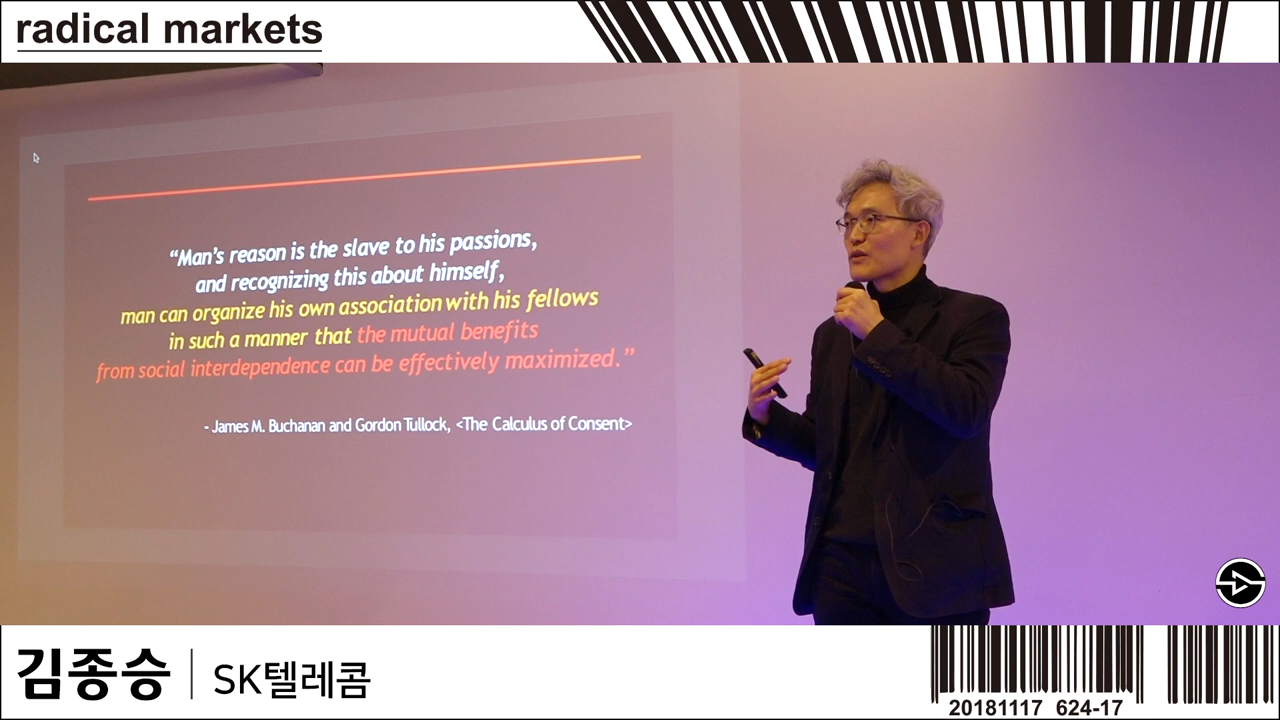 radical markets
“Man’s reason is the slave to his passions,
and recognizing this about himself,
man can organize his own association with his fellows
in such a manner that the mutual benefits
from social interdependence can be effectively maximized.”
- James M. Buchanan and Gordon Tullock, <The Calculus of Consent>
김종승 | SK텔레콤
20181117 624-17